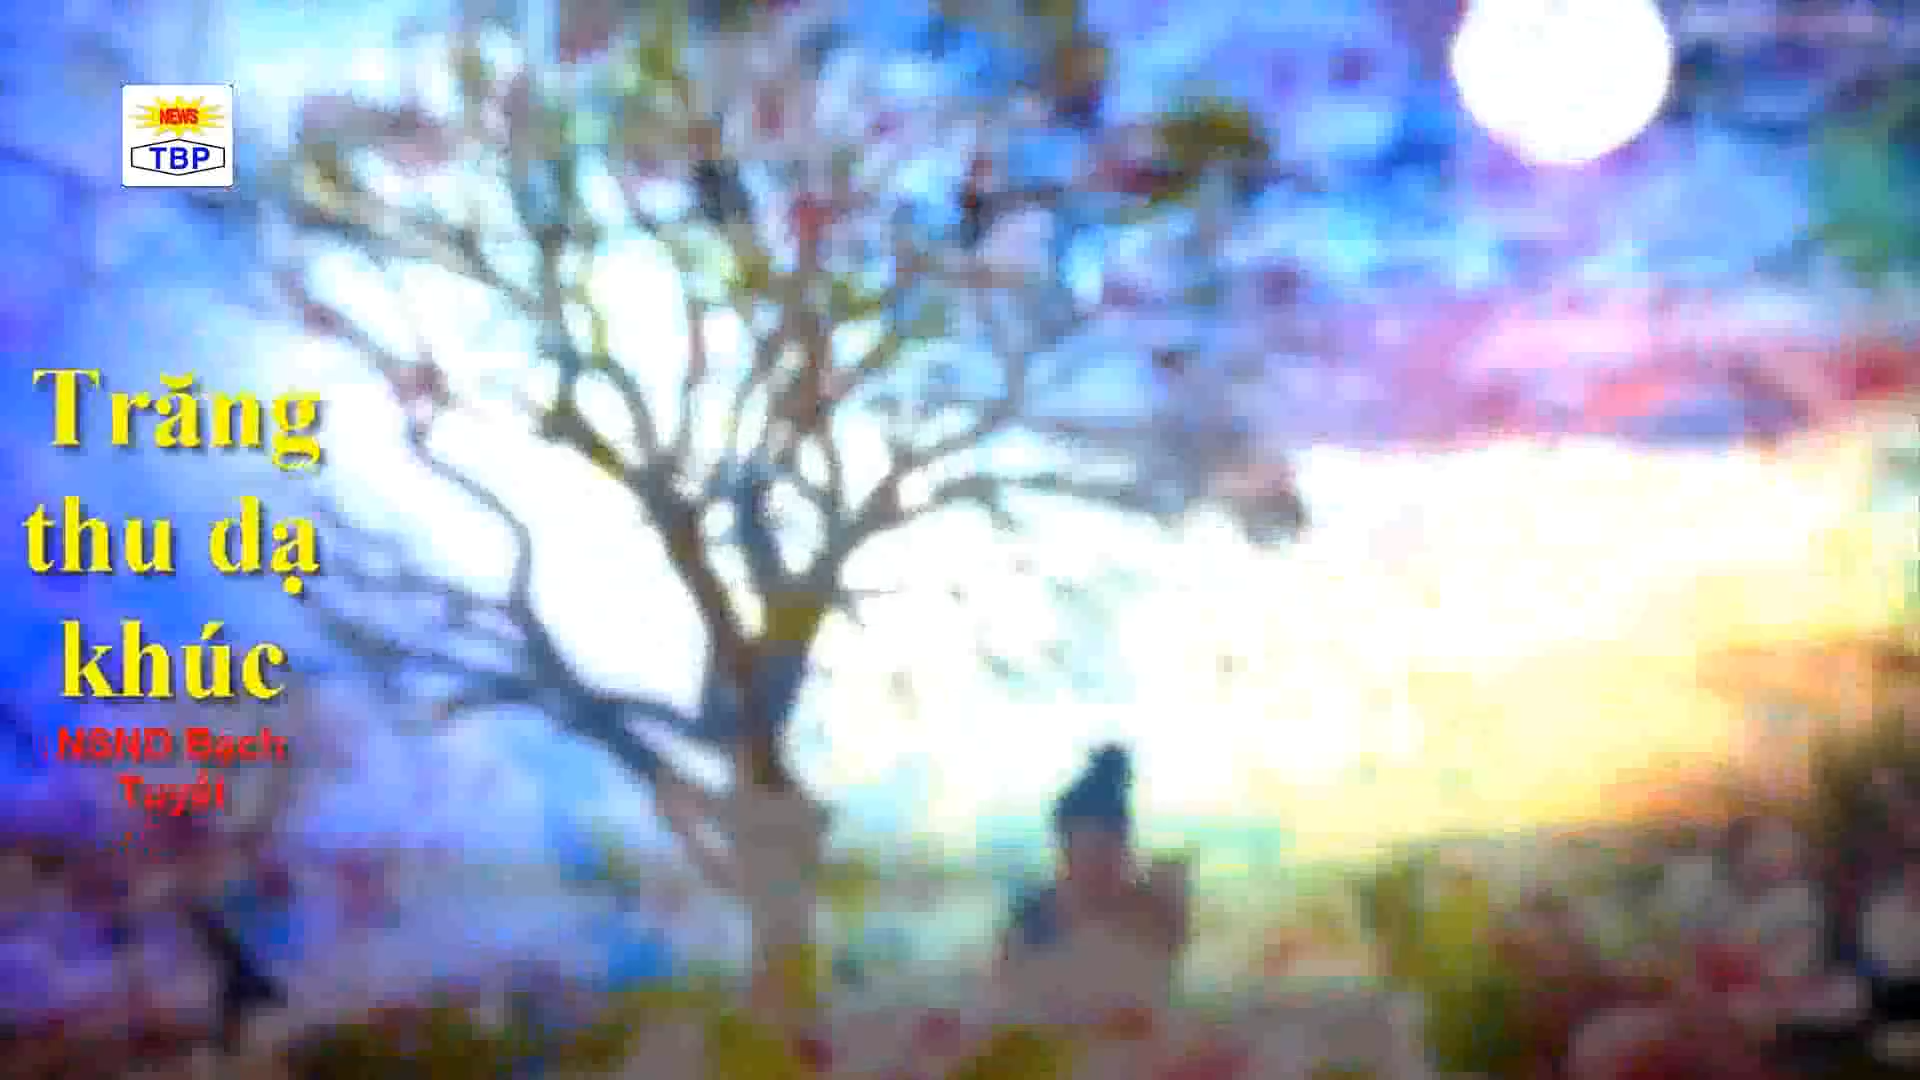 NEWS
TBP
Trăng
thu dạ
khúc
NSND Bạch
Tuyết